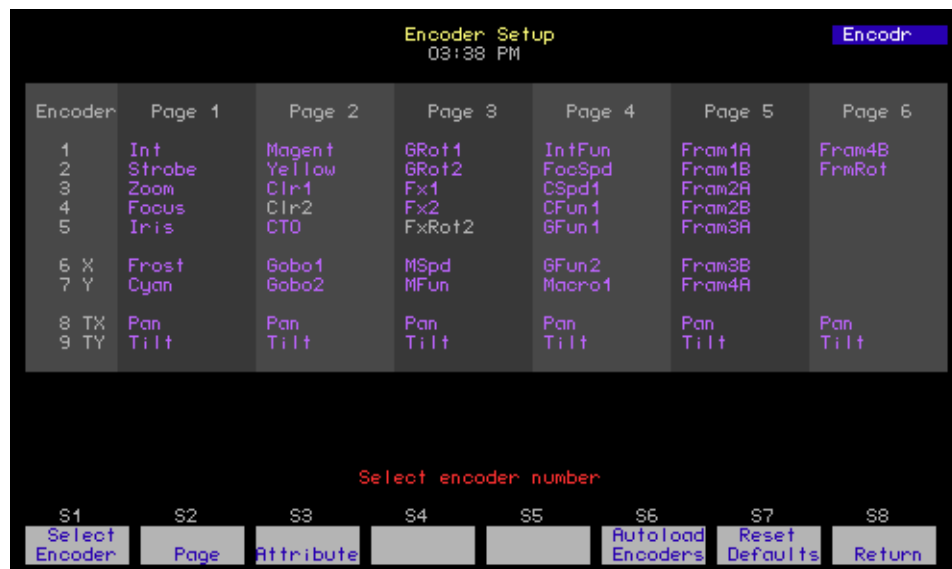 Encoder Setup Encodr
03:38 PM
Encoder Page 1 Page 2 Page 3 Page 4 Page 5 Page 6
1 Int Magent GRot1 IntFun Fram1A Fram4B
2 Strobe Yellow GRot2 FocSpd Fram1B FrmRot
3 Zoom Clr1 Fx1 CSpd1 Fram2A
4 Focus Clr2 Fx2 CFun1 Fram2B
5 Iris CTO FxRot2 GFun1 Fram3A
6 X Frost Gobo1 MSpd GFun2 Fram3B
7 Y Cyan Gobo2 MFun Macro1 Fram4A
8 TX Pan Pan Pan Pan Pan Pan
9 TY Tilt Tilt Tilt Tilt Tilt Tilt
Select encoder number
S1 S2 S3 S4 S5 S6 S7 S8
Select Autoload Reset
Encoder Page Attribute Encoders Defaults Return